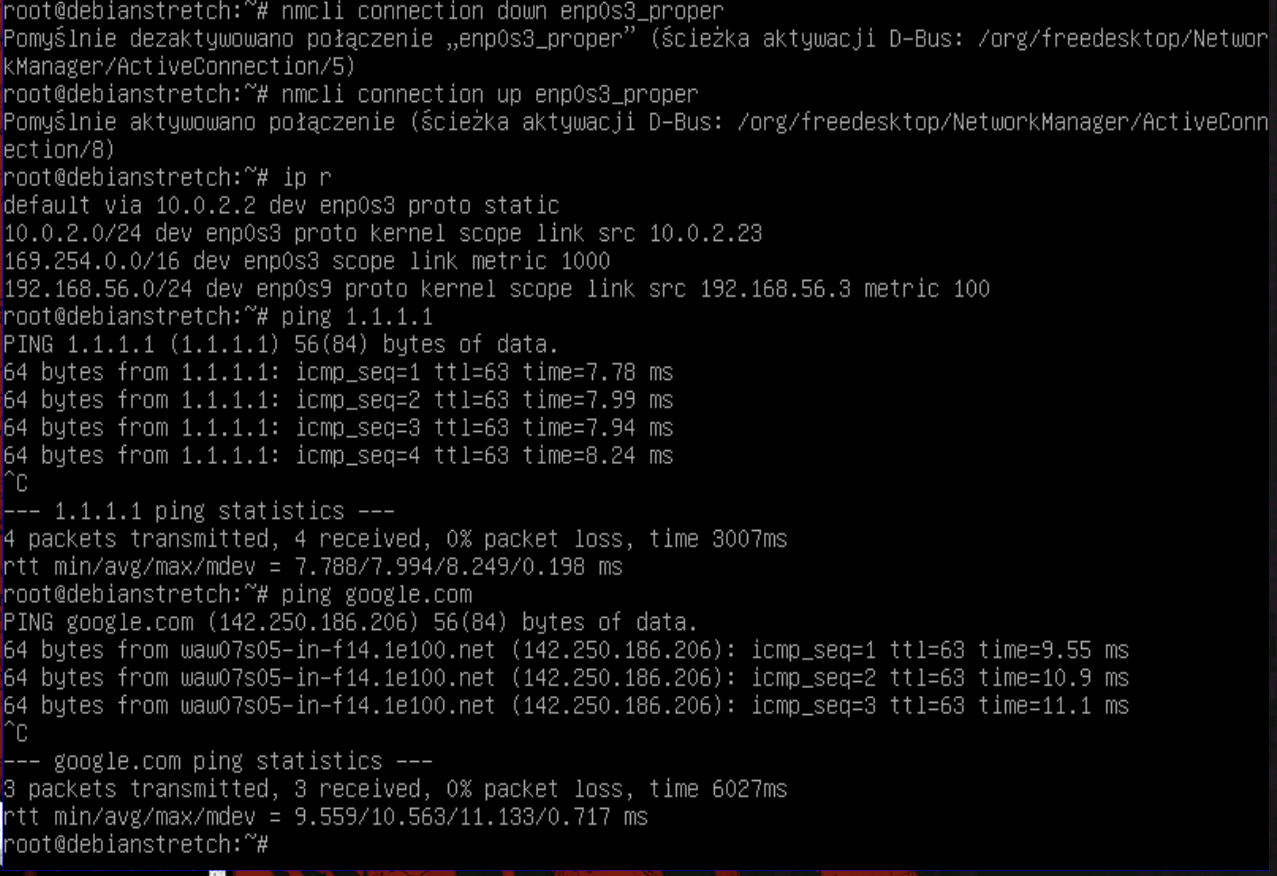 root@debianstretch:~# nmcli connection down enp0s3_proper
Pomyślnie dezaktywowano połączenie „enp0s3_proper” (ścieżka aktywacji D-Bus: /org/freedesktop/Networ
kManager/ActiveConnection/5)
root@debianstretch:~# nmcli connection up enp0s3_proper
Pomyślnie aktywowano połączenie (ścieżka aktywacji D-Bus: /org/freedesktop/NetworkManager/ActiveConn
ection/8)
root@debianstretch:~# ip r
default via 10.0.2.2 dev enp0s3 proto static
10.0.2.0/24 dev enp0s3 proto kernel scope link src 10.0.2.23
169.254.0.0/16 dev enp0s3 scope link metric 1000
192.168.56.0/24 dev enp0s9 proto kernel scope link src 192.168.56.3 metric 100
root@debianstretch:~# ping 1.1.1.1
PING 1.1.1.1 (1.1.1.1) 56(84) bytes of data.
64 bytes from 1.1.1.1: icmp_seq=1 ttl=63 time=7.78 ms
64 bytes from 1.1.1.1: icmp_seq=2 ttl=63 time=7.99 ms
64 bytes from 1.1.1.1: icmp_seq=3 ttl=63 time=7.94 ms
64 bytes from 1.1.1.1: icmp_seq=4 ttl=63 time=8.24 ms
^C
--- 1.1.1.1 ping statistics ---
4 packets transmitted, 4 received, 0% packet loss, time 3007ms
rtt min/avg/max/mdev = 7.788/7.994/8.249/0.198 ms
root@debianstretch:~# ping google.com
PING google.com (142.250.186.206) 56(84) bytes of data.
64 bytes from waw07s05-in-f14.1e100.net (142.250.186.206): icmp_seq=1 ttl=63 time=9.55 ms
64 bytes from waw07s05-in-f14.1e100.net (142.250.186.206): icmp_seq=2 ttl=63 time=10.9 ms
64 bytes from waw07s05-in-f14.1e100.net (142.250.186.206): icmp_seq=3 ttl=63 time=11.1 ms
^C
--- google.com ping statistics ---
3 packets transmitted, 3 received, 0% packet loss, time 6027ms
rtt min/avg/max/mdev = 9.559/10.563/11.133/0.717 ms
root@debianstretch:~#